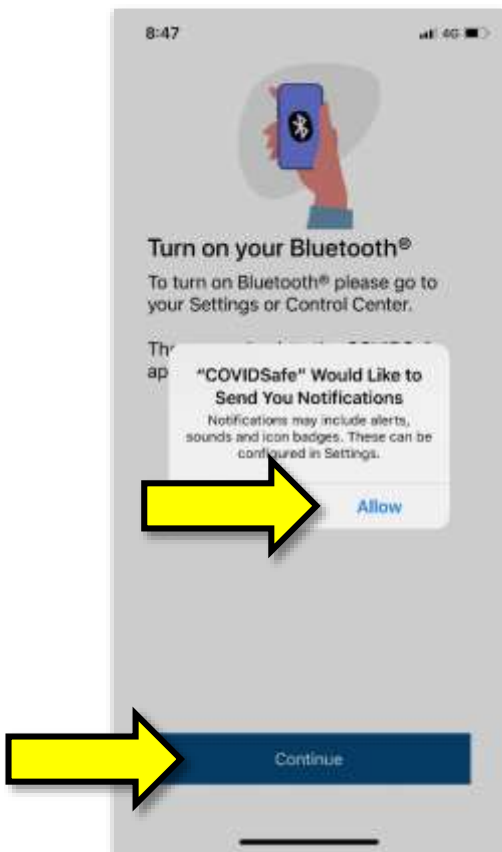 8:47
4G
Turn on your Bluetooth®
To turn on Bluetooth® please go to
your Settings or Control Center.
ap
"COVIDSafe" Would Like to
Send You Notifications
Notifications may include alerts,
sounds and icon badges. These can be
configured in Settings.
Allow
Continue